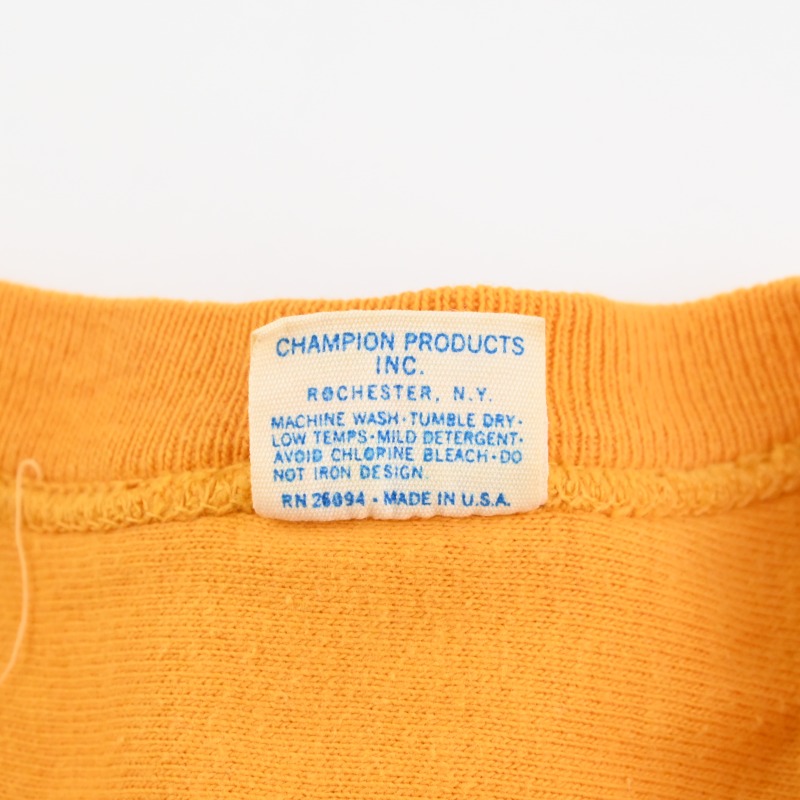 CHAMPION PRODUCTS
INC.
ROCHESTER, N.Y.
MACHINE WASH·TUMBLE DRY·
LOW TEMPS·MILD DETERGENT·
AVOID CHLORINE BLEACH·DO
NOT IRON DESIGN.
RN 26094 · MADE IN U.S.A.